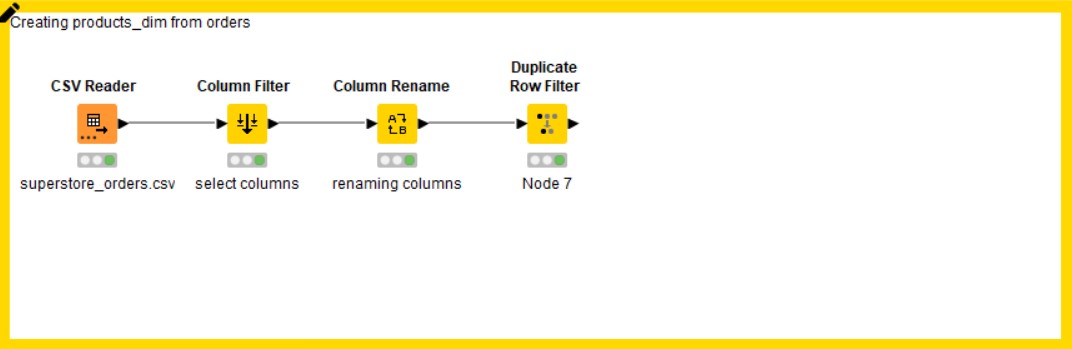 Creating products_dim from orders
Duplicate
CSV Reader Column Filter Column Rename Row Filter
A
B
superstore_orders.csv select columns renaming columns Node 7